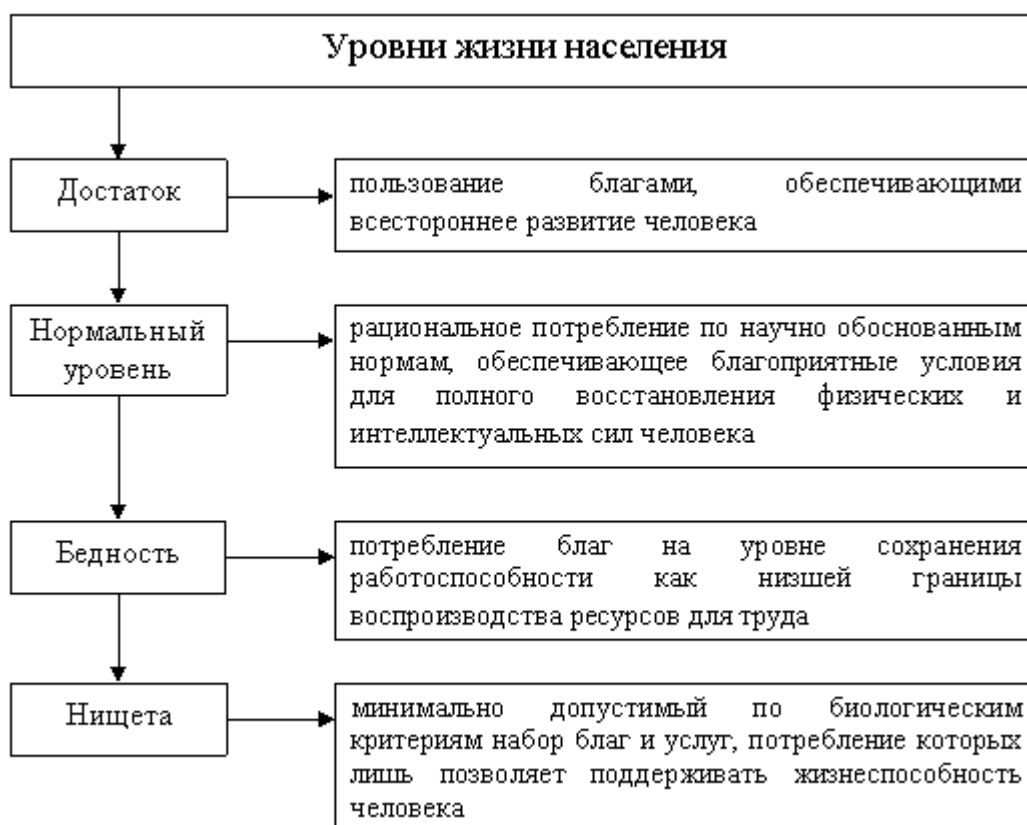 Уровни жизни населения
Достаток
пользование благами, обеспечивающими
всестороннее развитие человека
Нормальный
уровень
рациональное потребление по научно обоснованным
нормам, обеспечивающее благоприятные условия
для полного восстановления физических и
интеллектуальных сил человека
Бедность
потребление благ на уровне сохранения
работоспособности как низшей границы
воспроизводства ресурсов для труда
Нищета
минимально допустимый по биологическим
критериям набор благ и услуг, потребление которых
лишь позволяет поддерживать жизнеспособность
человека